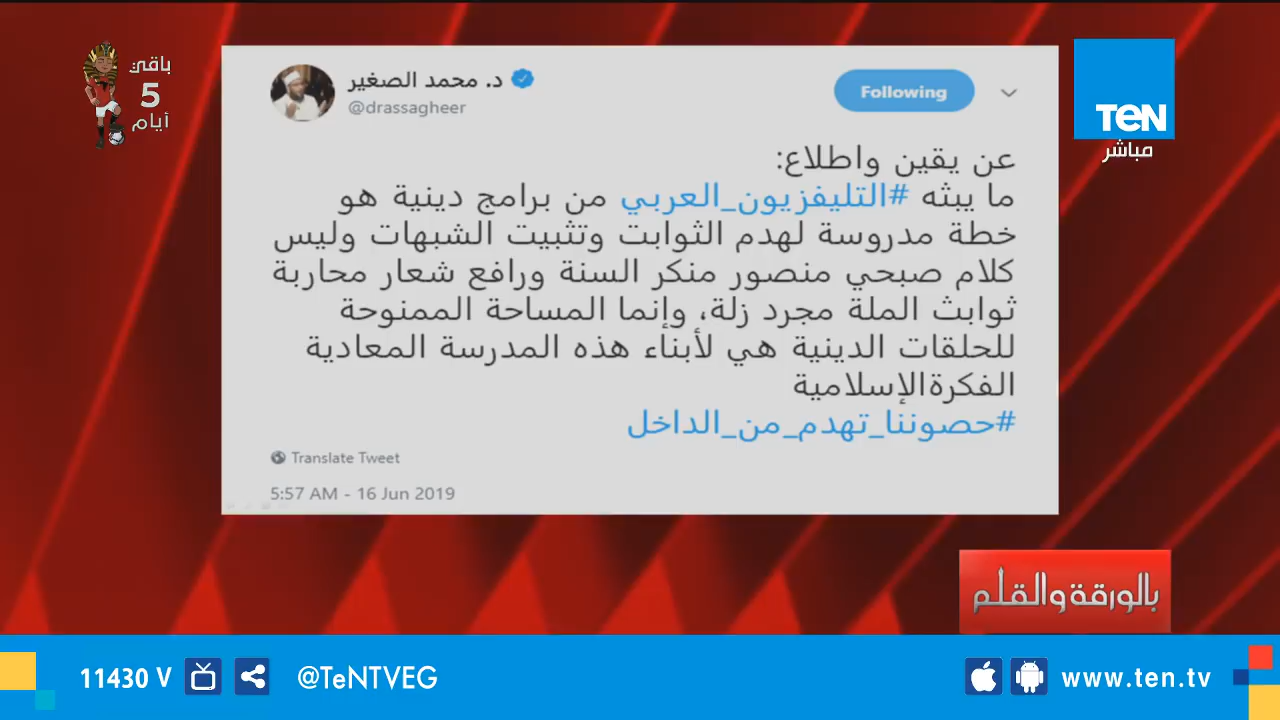 باقي
5
أيام
د. محمد الصغير
@drassagheer
Following
TeN
مباشر
عن يقين واطلاع:
ما يبثه #التليفزيون_العربي من برامج دينية هو
خطة مدروسة لهدم الثوابت وتثبيت الشبهات وليس
كلام صبحي منصور منكر السنة ورافع شعار محاربة
ثوابث الملة مجرد زلة، وإنما المساحة الممنوحة
للحلقات الدينية هي لأبناء هذه المدرسة المعادية
الفكرةالإسلامية
#حصوننا_تهدم_من_الداخل
Translate Tweet
5:57 AM - 16 Jun 2019
بالورقة والقلم
11430 V
@TeNTVEG
www.ten.tv